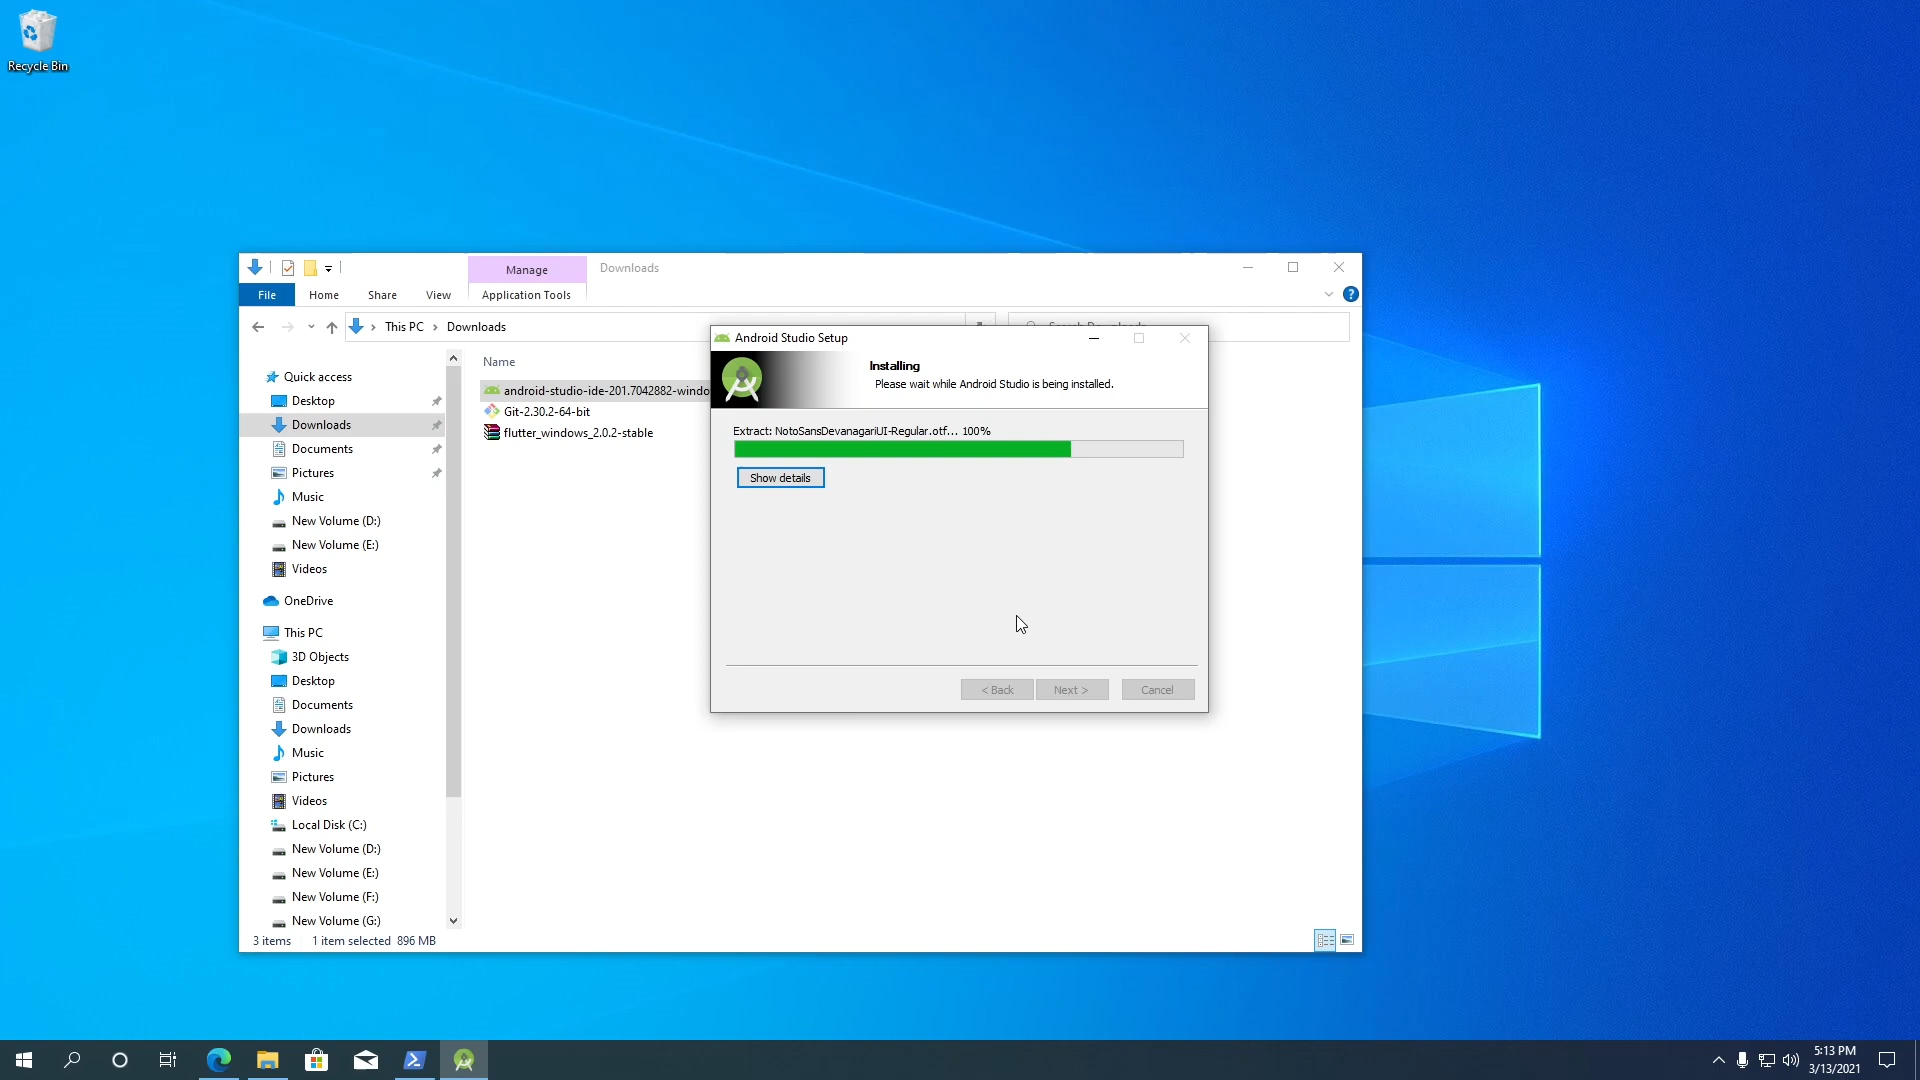 Recycle Bin
Manage
Downloads
File
Home
Share
View
Application Tools
This PC
Downloads
Name
Quick access
Desktop
Downloads
Documents
Pictures
Music
New Volume (D:)
New Volume (E:)
Videos
OneDrive
This PC
3D Objects
Desktop
Documents
Downloads
Music
Pictures
Videos
Local Disk (C:)
New Volume (D:)
New Volume (E:)
New Volume (F:)
New Volume (G:)
android-studio-ide-201.7042882-windo
Git-2.30.2-64-bit
flutter_windows_2.0.2-stable
3 items 1 item selected 896 MB
Android Studio Setup
Installing
Please wait while Android Studio is being installed.
Extract: NotoSansDevanagariUI-Regular.otf... 100%
Show details
< Back
Next >
Cancel
5:13 PM
3/13/2021